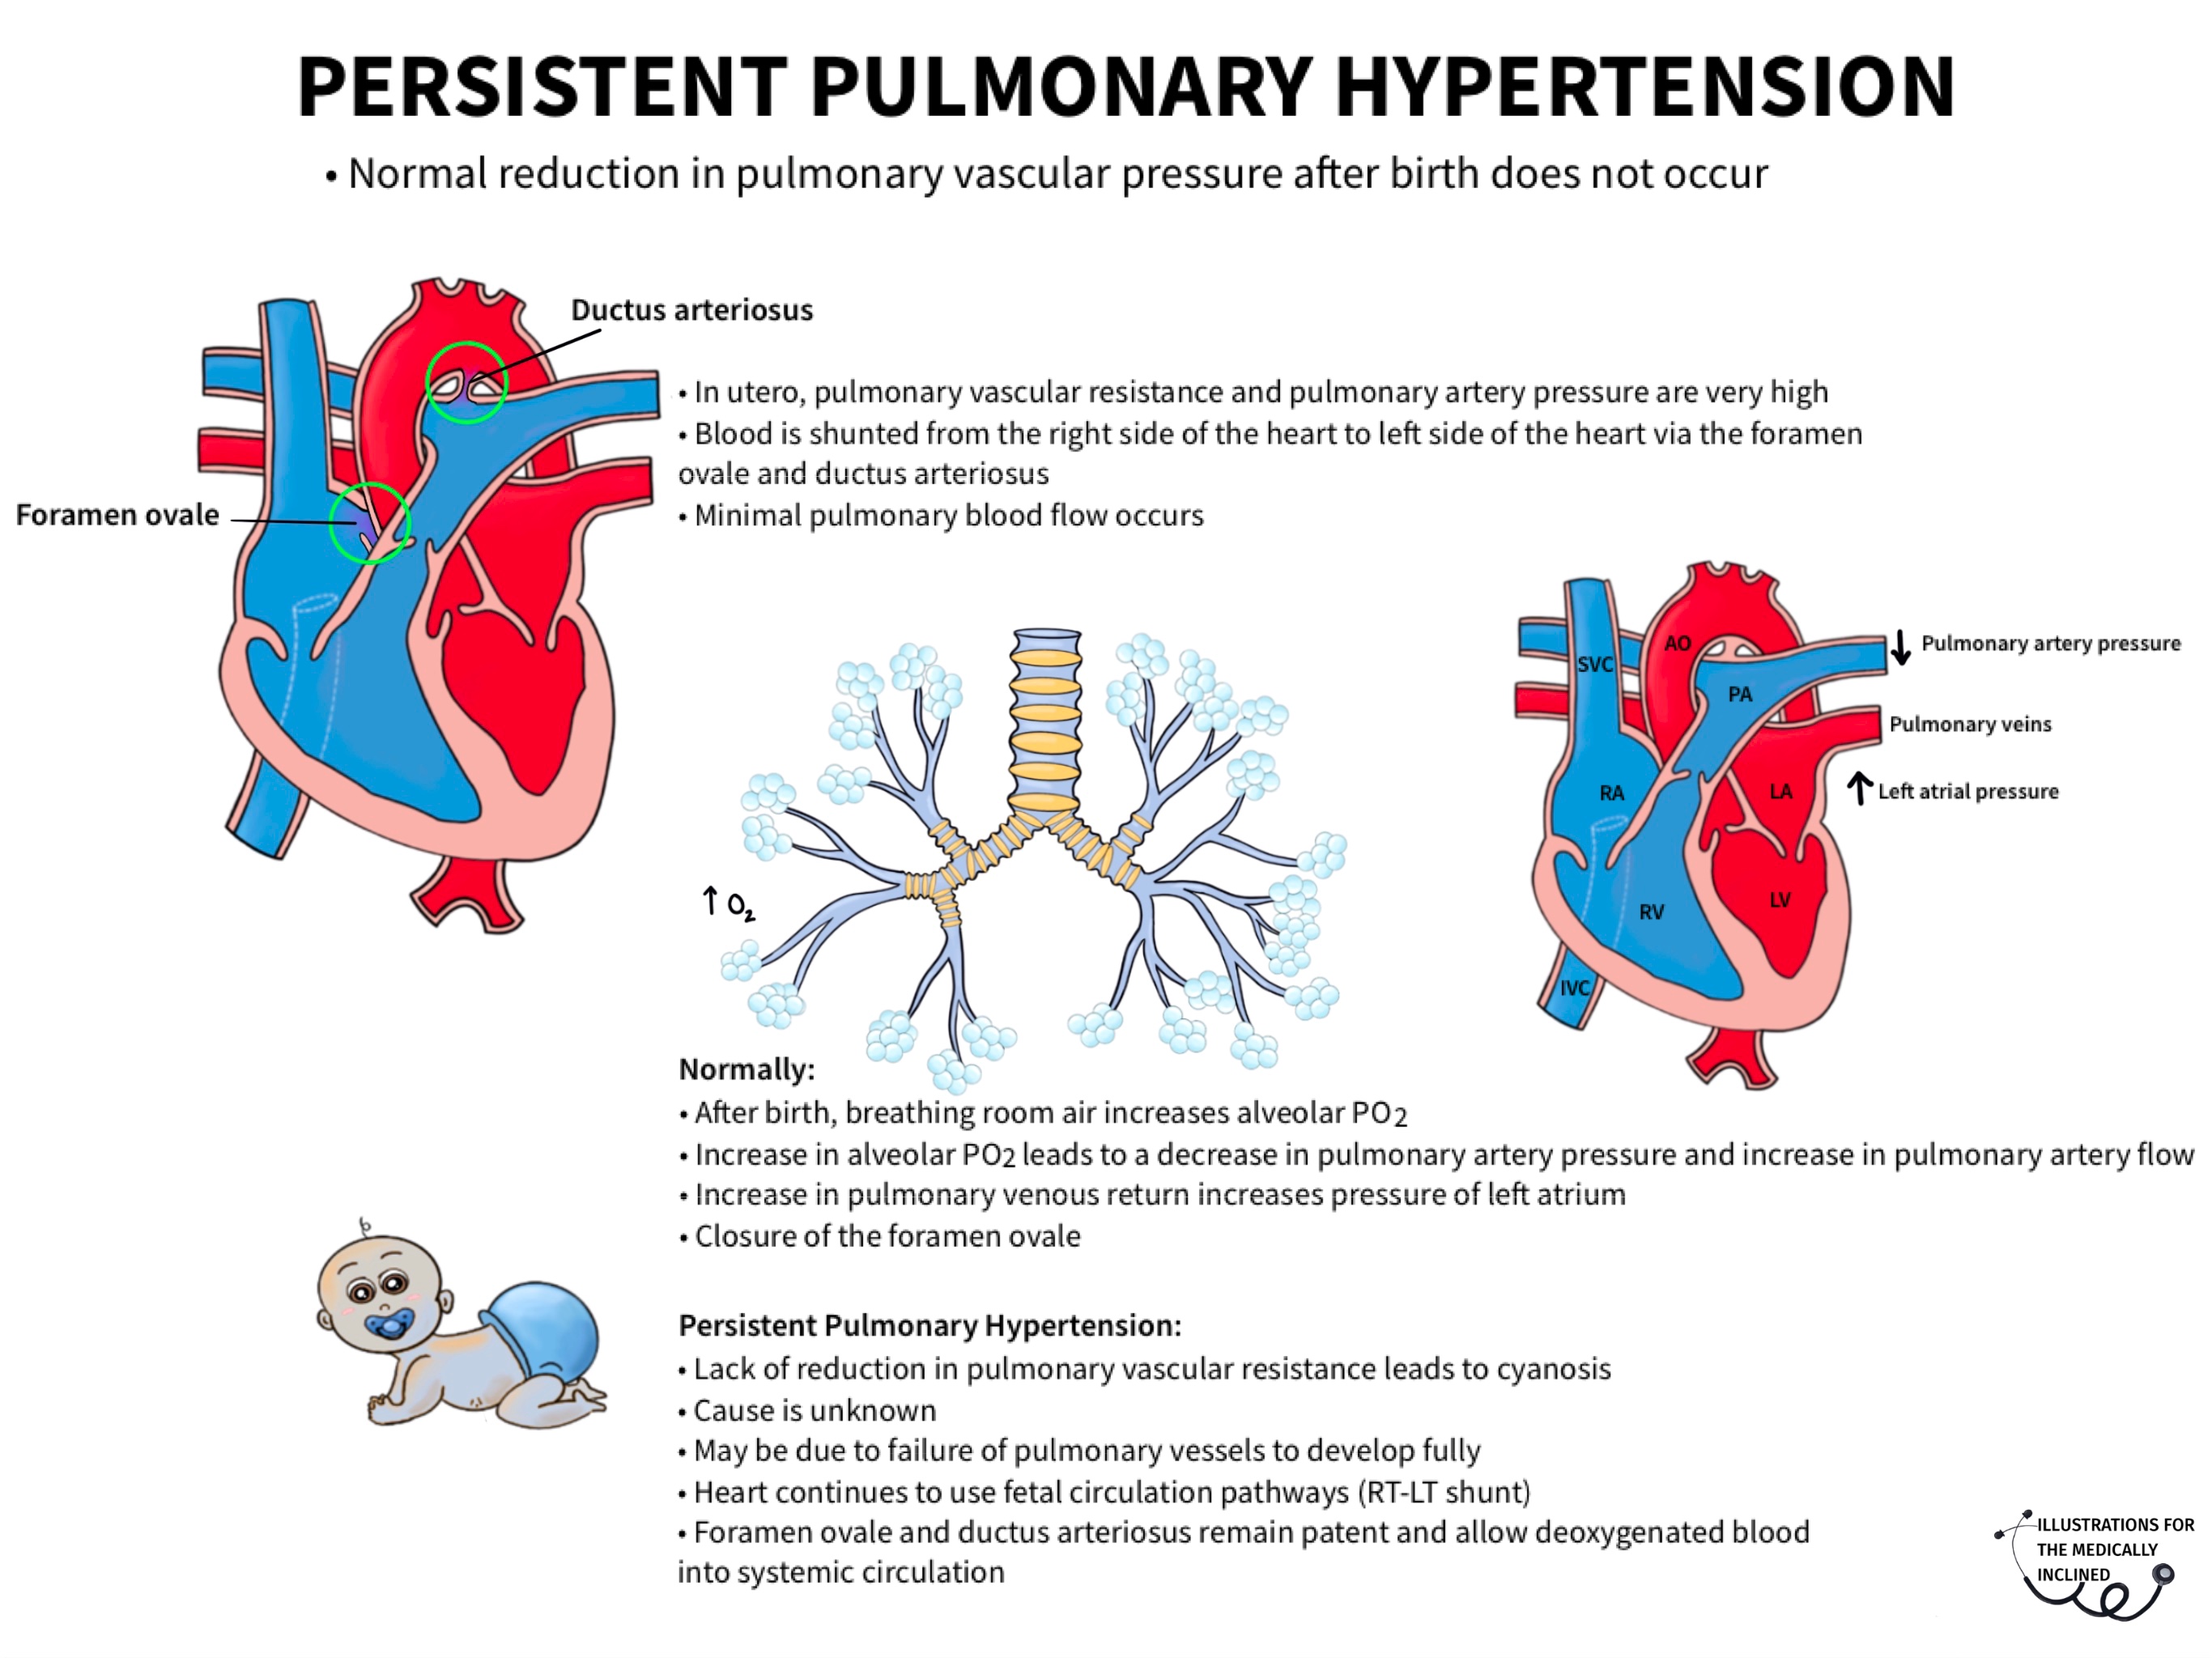 PERSISTENT PULMONARY HYPERTENSION
• Normal reduction in pulmonary vascular pressure after birth does not occur
Ductus arteriosus
Foramen ovale
• In utero, pulmonary vascular resistance and pulmonary artery pressure are very high
• Blood is shunted from the right side of the heart to left side of the heart via the foramen
ovale and ductus arteriosus
• Minimal pulmonary blood flow occurs
↑ O₂
SVC
AO
PA
RA
LA
RV
LV
IVC
↓ Pulmonary artery pressure
Pulmonary veins
↑ Left atrial pressure
Normally:
• After birth, breathing room air increases alveolar PO2
• Increase in alveolar PO2 leads to a decrease in pulmonary artery pressure and increase in pulmonary artery flow
• Increase in pulmonary venous return increases pressure of left atrium
• Closure of the foramen ovale
Persistent Pulmonary Hypertension:
• Lack of reduction in pulmonary vascular resistance leads to cyanosis
• Cause is unknown
• May be due to failure of pulmonary vessels to develop fully
• Heart continues to use fetal circulation pathways (RT-LT shunt)
• Foramen ovale and ductus arteriosus remain patent and allow deoxygenated blood
into systemic circulation
ILLUSTRATIONS FOR
THE MEDICALLY
INCLINED